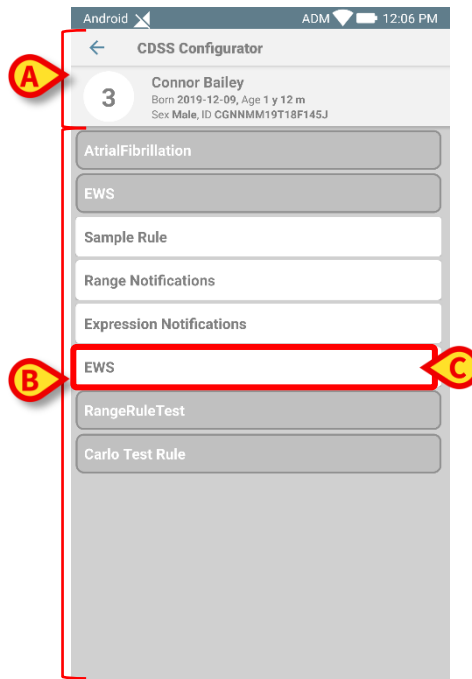 Android ADM 12:06 PM
CDSS Configurator
A
3
Connor Bailey
Born 2019-12-09, Age 1 y 12 m
Sex Male, ID CGNNMM19T18F145J
AtrialFibrillation
EWS
Sample Rule
Range Notifications
Expression Notifications
EWS
B
C
RangeRuleTest
Carlo Test Rule